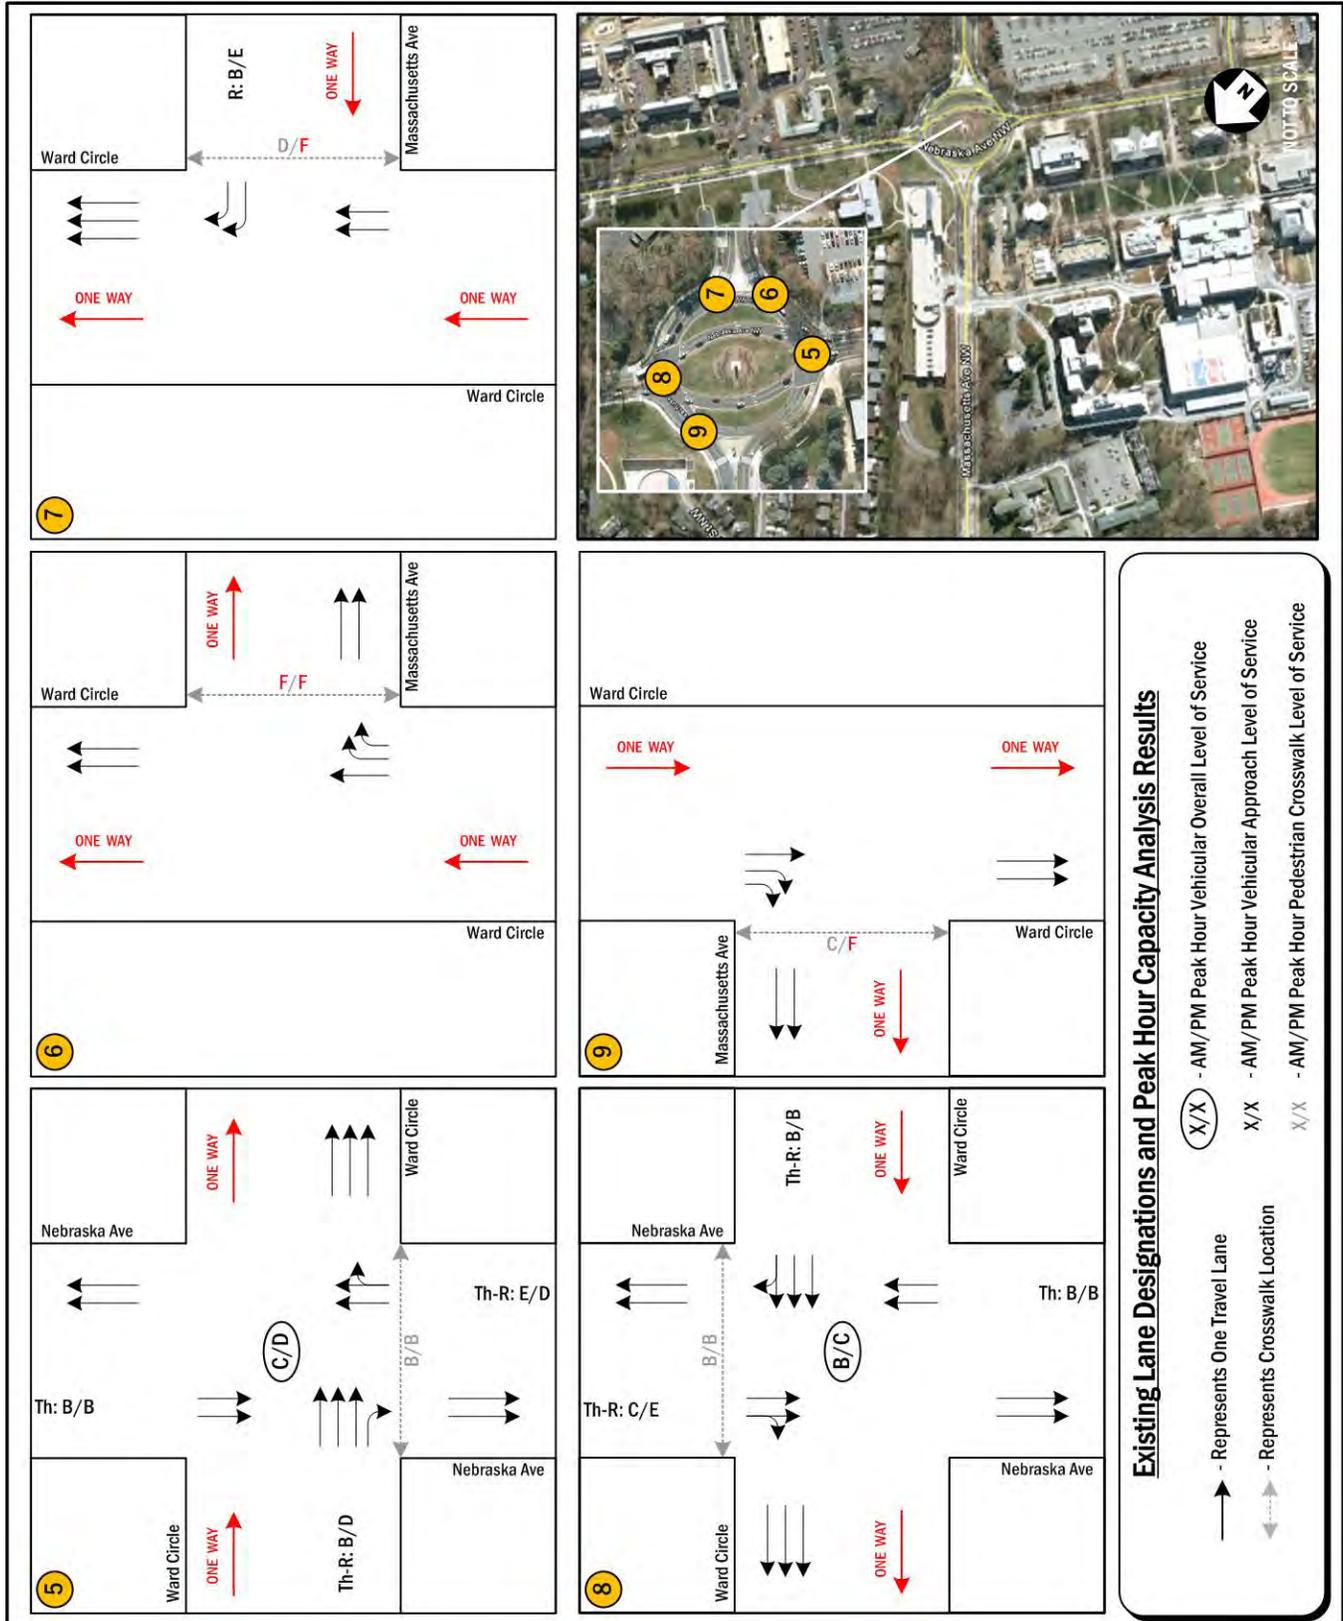 5
Nebraska Ave
Ward Circle
Th: B/B
ONE WAY
ONE WAY
C/D
Th-R: B/D
Th-R: E/D
B/B
Nebraska Ave
Ward Circle
6
Ward Circle
ONE WAY
ONE WAY
F/F
ONE WAY
Massachusetts Ave
Ward Circle
7
Ward Circle
ONE WAY
R: B/E
D/F
ONE WAY
ONE WAY
Massachusetts Ave
Ward Circle
8
Nebraska Ave
Ward Circle
Th-R: C/E
B/B
Th-R: B/B
B/C
ONE WAY
ONE WAY
Th: B/B
Nebraska Ave
Ward Circle
9
Ward Circle
ONE WAY
Massachusetts Ave
C/F
ONE WAY
ONE WAY
Ward Circle
7
6
8
5
9
Nebraska Ave NW
Massachusetts Ave NW
N
NOT TO SCALE
Existing Lane Designations and Peak Hour Capacity Analysis Results
- Represents One Travel Lane
- Represents Crosswalk Location
X/X - AM/PM Peak Hour Vehicular Overall Level of Service
X/X - AM/PM Peak Hour Vehicular Approach Level of Service
X/X - AM/PM Peak Hour Pedestrian Crosswalk Level of Service